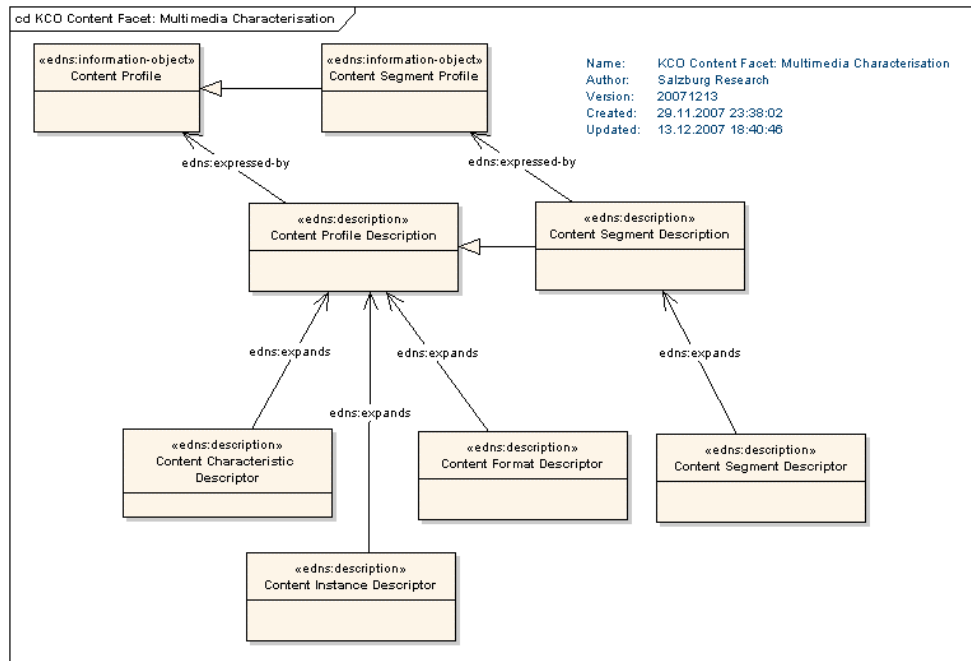 cd KCO Content Facet: Multimedia Characterisation
«edns:information-object»
Content Profile
«edns:information-object»
Content Segment Profile
Name: KCO Content Facet: Multimedia Characterisation
Author: Salzburg Research
Version: 20071213
Created: 29.11.2007 23:38:02
Updated: 13.12.2007 18:40:46
edns:expressed-by
edns:expressed-by
«edns:description»
Content Profile Description
«edns:description»
Content Segment Description
edns:expands
edns:expands
edns:expands
edns:expands
«edns:description»
Content Characteristic
Descriptor
«edns:description»
Content Format Descriptor
«edns:description»
Content Segment Descriptor
«edns:description»
Content Instance Descriptor